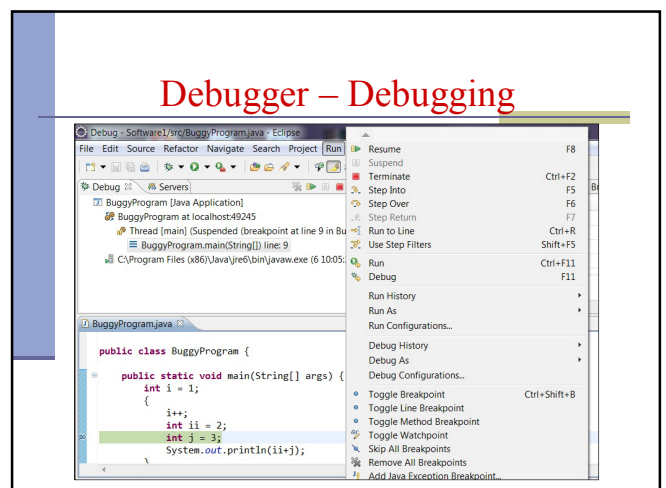 Debugger – Debugging
Debug - Software1/src/BuggyProgram.java - Eclipse
File Edit Source Refactor Navigate Search Project Run
Debug Servers
BuggyProgram [Java Application]
BuggyProgram at localhost:49245
Thread [main] (Suspended (breakpoint at line 9 in Bu
BuggyProgram.main(String[]) line: 9
C:\Program Files (x86)\Java\jre6\bin\javaw.exe (6 10:05:
Resume F8
Suspend
Terminate Ctrl+F2
Step Into F5
Step Over F6
Step Return F7
Run to Line Ctrl+R
Use Step Filters Shift+F5
Run Ctrl+F11
Debug F11
Run History
Run As
Run Configurations...
Debug History
Debug As
Debug Configurations...
Toggle Breakpoint Ctrl+Shift+B
Toggle Line Breakpoint
Toggle Method Breakpoint
Toggle Watchpoint
Skip All Breakpoints
Remove All Breakpoints
Add Java Exception Breakpoint...
Br
BuggyProgram.java
public class BuggyProgram {
public static void main(String[] args) {
int i = 1;
{
i++;
int ii = 2;
int j = 3;
System.out.println(ii+j);
}